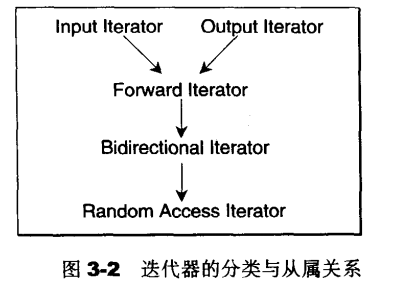 Input Iterator Output Iterator
Forward Iterator
Bidirectional Iterator
Random Access Iterator
图 3-2 迭代器的分类与从属关系